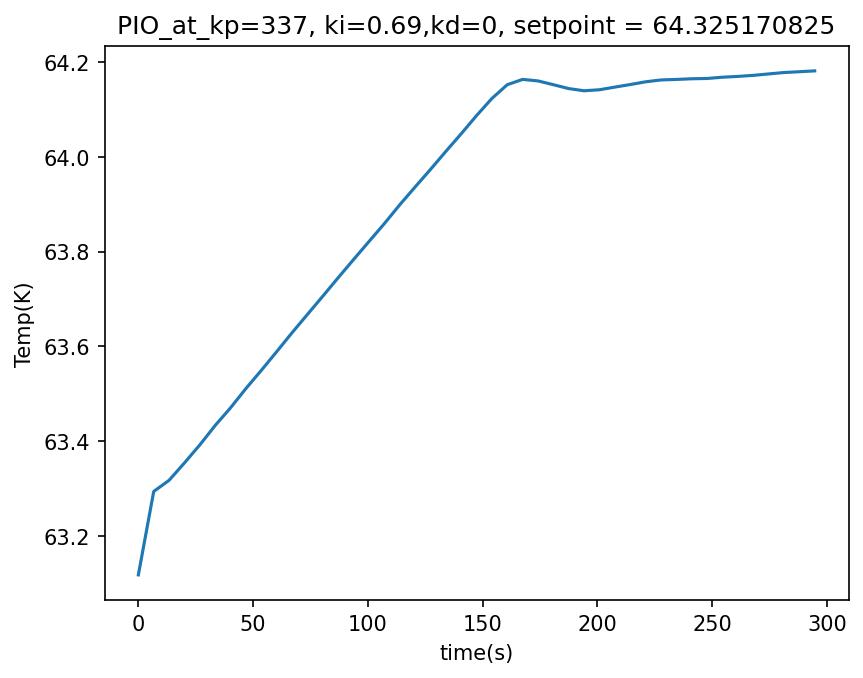 PIO_at_kp=337, ki=0.69,kd=0, setpoint = 64.325170825
64.2
64.0
63.8
63.6
63.4
63.2
Temp(K)
0 50 100 150 200 250 300
time(s)